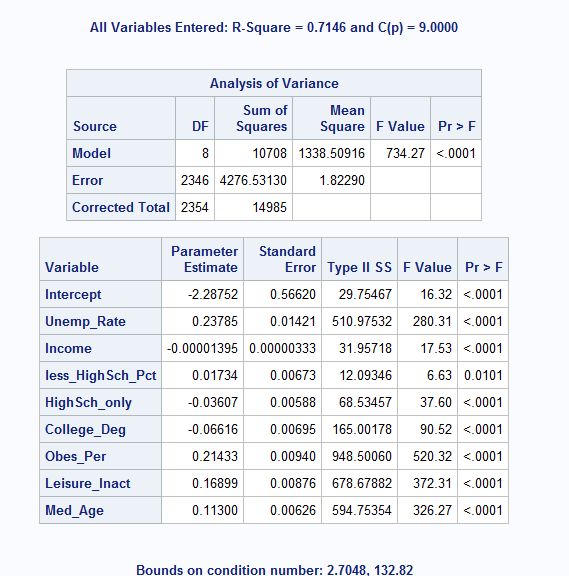 All Variables Entered: R-Square = 0.7146 and C(p) = 9.0000
Analysis of Variance
Source DF Sum of Squares Mean Square F Value Pr > F
Model 8 10708 1338.50916 734.27 <.0001
Error 2346 4276.53130 1.82290
Corrected Total 2354 14985
Variable Parameter Estimate Standard Error Type II SS F Value Pr > F
Intercept -2.28752 0.56620 29.75467 16.32 <.0001
Unemp_Rate 0.23785 0.01421 510.97532 280.31 <.0001
Income -0.00001395 0.00000333 31.95718 17.53 <.0001
less_HighSch_Pct 0.01734 0.00673 12.09346 6.63 0.0101
HighSch_only -0.03607 0.00588 68.53457 37.60 <.0001
College_Deg -0.06616 0.00695 165.00178 90.52 <.0001
Obes_Per 0.21433 0.00940 948.50060 520.32 <.0001
Leisure_Inact 0.16899 0.00876 678.67882 372.31 <.0001
Med_Age 0.11300 0.00626 594.75354 326.27 <.0001
Bounds on condition number: 2.7048, 132.82